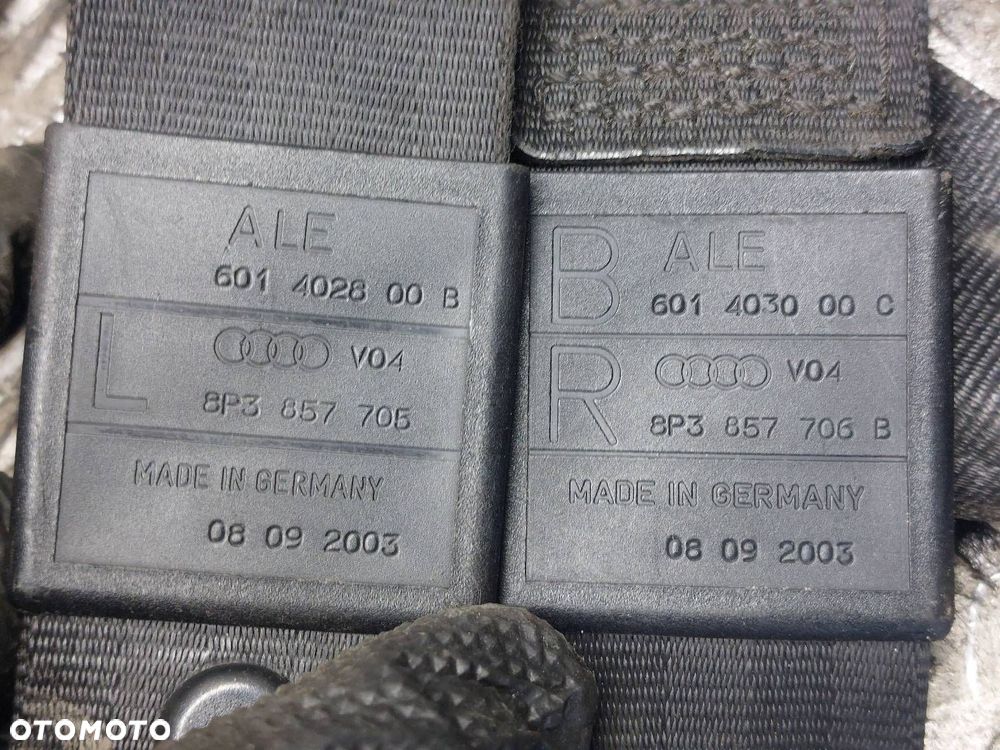 ALE
601 4028 00 B
L
V04
8P3 857 705
MADE IN GERMANY
08 09 2003
B
ALE
601 4030 00 C
R
V04
8P3 857 706 B
MADE IN GERMANY
08 09 2003
OTOMOTO